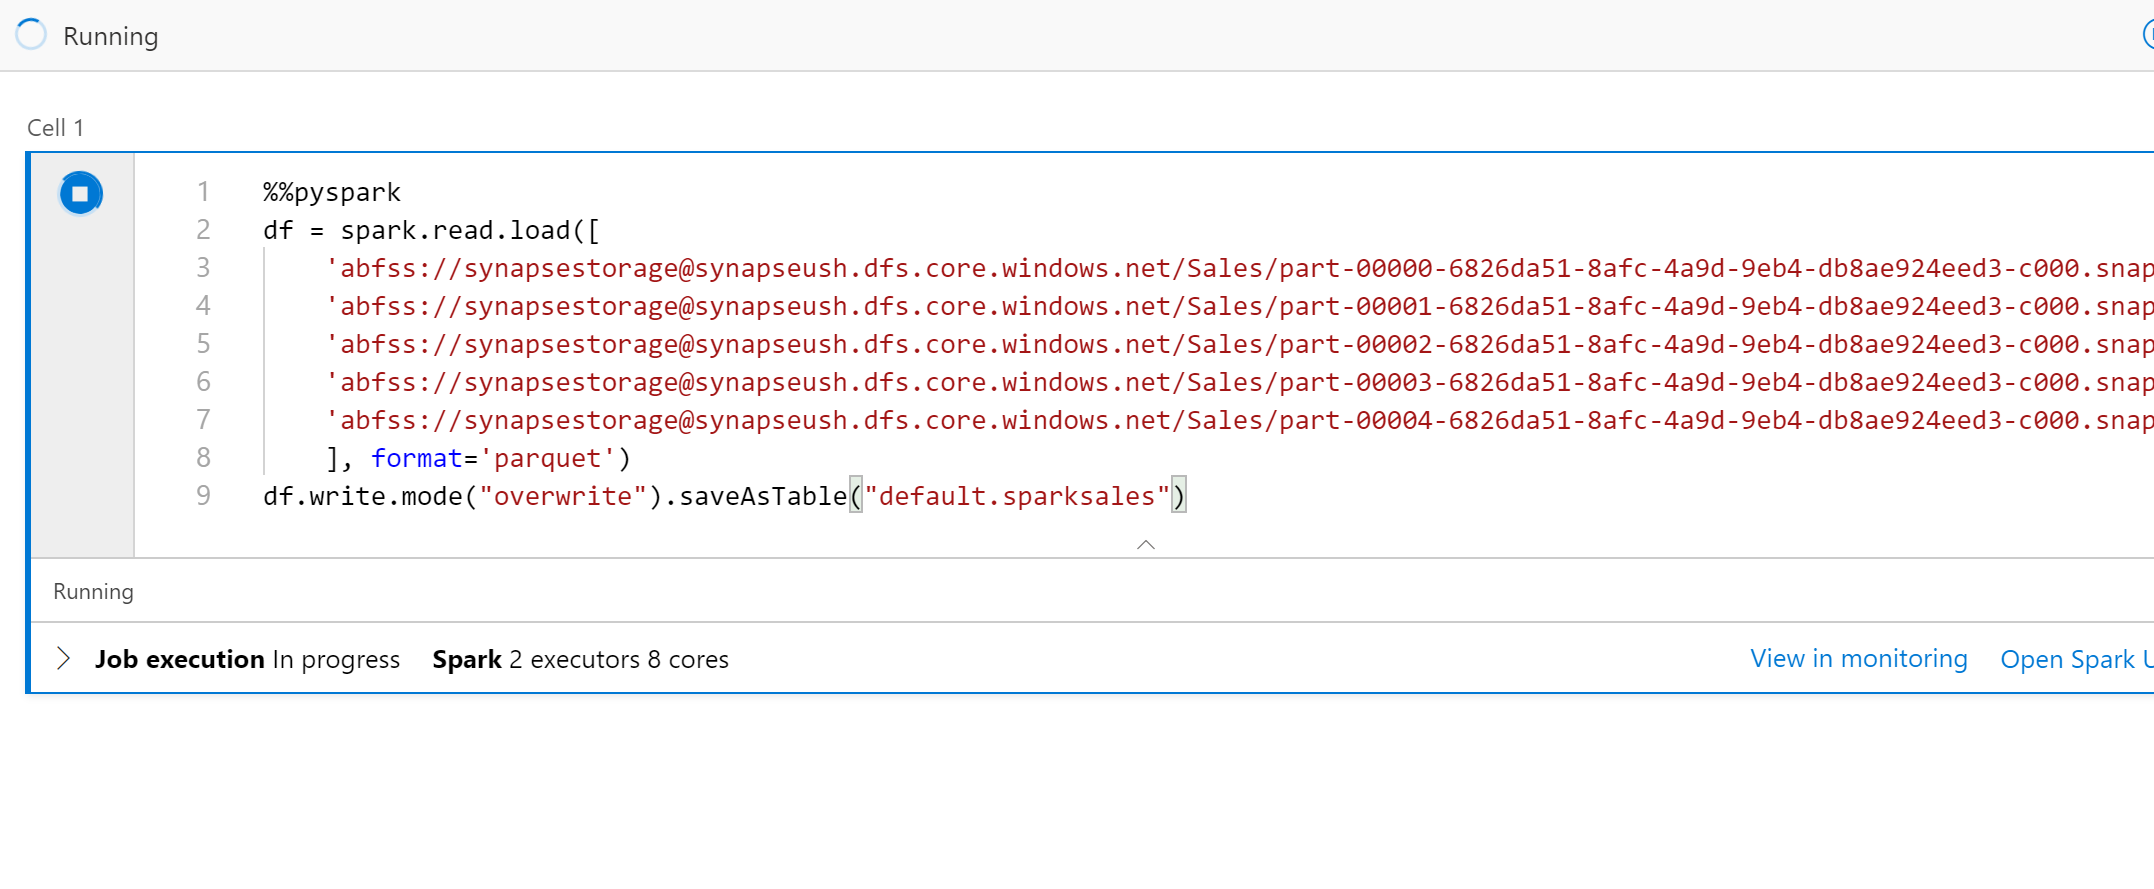 Running
Cell 1
1 %%pyspark
2 df = spark.read.load([
3 'abfss://synapsestorage@synapseush.dfs.core.windows.net/Sales/part-00000-6826da51-8afc-4a9d-9eb4-db8ae924eed3-c000.snap
4 'abfss://synapsestorage@synapseush.dfs.core.windows.net/Sales/part-00001-6826da51-8afc-4a9d-9eb4-db8ae924eed3-c000.snap
5 'abfss://synapsestorage@synapseush.dfs.core.windows.net/Sales/part-00002-6826da51-8afc-4a9d-9eb4-db8ae924eed3-c000.snap
6 'abfss://synapsestorage@synapseush.dfs.core.windows.net/Sales/part-00003-6826da51-8afc-4a9d-9eb4-db8ae924eed3-c000.snap
7 'abfss://synapsestorage@synapseush.dfs.core.windows.net/Sales/part-00004-6826da51-8afc-4a9d-9eb4-db8ae924eed3-c000.snap
8 ], format='parquet')
9 df.write.mode("overwrite").saveAsTable("default.sparksales")
Running
Job execution In progress Spark 2 executors 8 cores View in monitoring Open Spark U